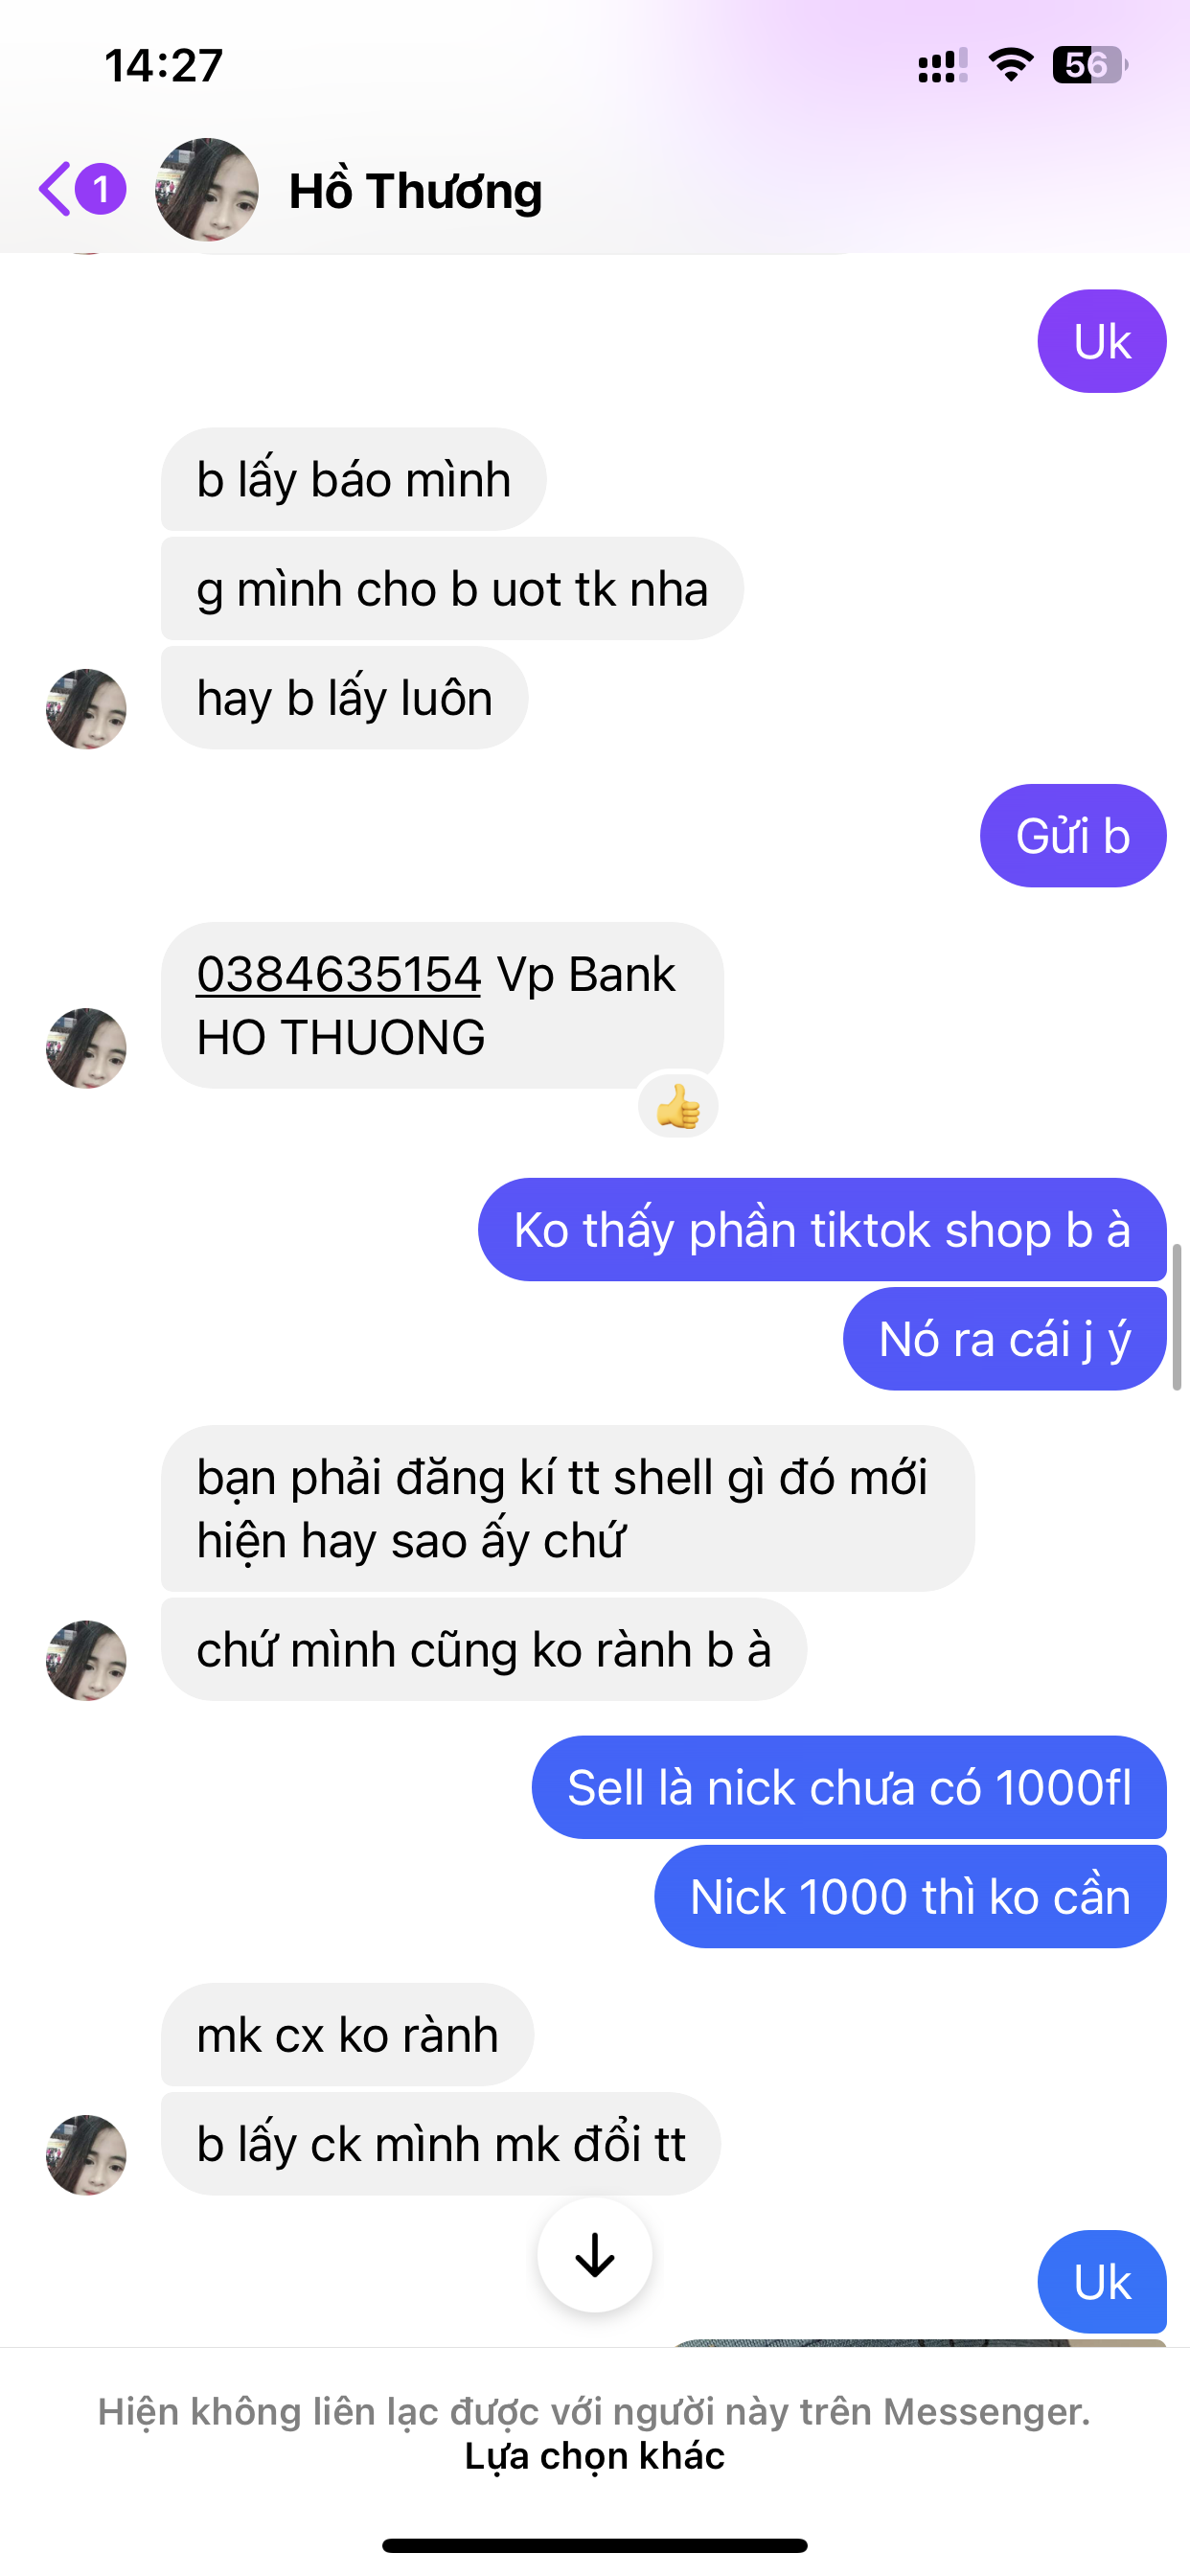 14:27
56
1
Hồ Thương
Uk
b lấy báo mình
g mình cho b uot tk nha
hay b lấy luôn
Gửi b
0384635154 Vp Bank
HO THUONG
Ko thấy phần tiktok shop b à
Nó ra cái j ý
bạn phải đăng kí tt shell gì đó mới
hiện hay sao ấy chứ
chứ mình cũng ko rành b à
Sell là nick chưa có 1000fl
Nick 1000 thì ko cần
mk cx ko rành
b lấy ck mình mk đổi tt
Uk
Hiện không liên lạc được với người này trên Messenger.
Lựa chọn khác